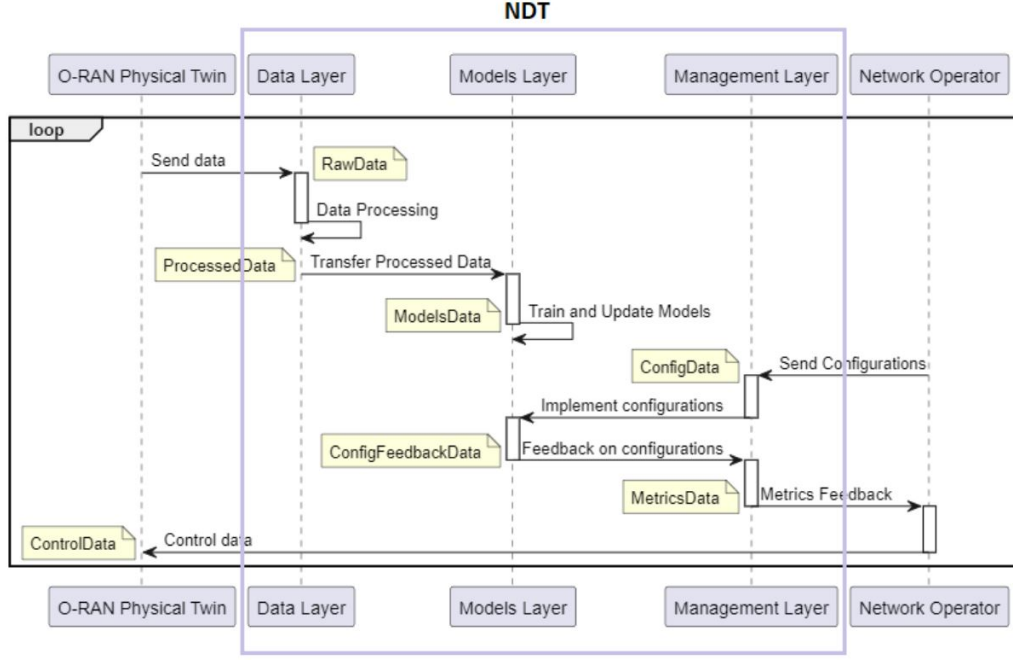 NDT
O-RAN Physical Twin
Data Layer
Models Layer
Management Layer
Network Operator
loop
Send data
RawData
Data Processing
ProcessedData
Transfer Processed Data
ModelsData
Train and Update Models
ConfigData
Send Configurations
Implement configurations
ConfigFeedbackData
Feedback on configurations
MetricsData
Metrics Feedback
ControlData
Control data
O-RAN Physical Twin
Data Layer
Models Layer
Management Layer
Network Operator